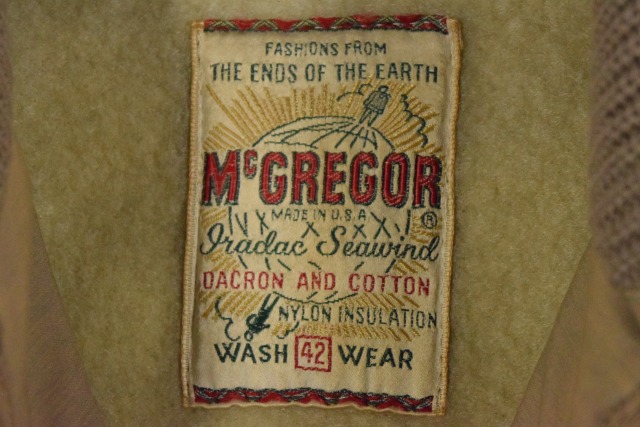 FASHIONS FROM
THE ENDS OF THE EARTH
McGREGOR
®
MADE IN U.S.A
Iradac Seawind
DACRON AND COTTON
NYLON INSULATION
WASH 42 WEAR